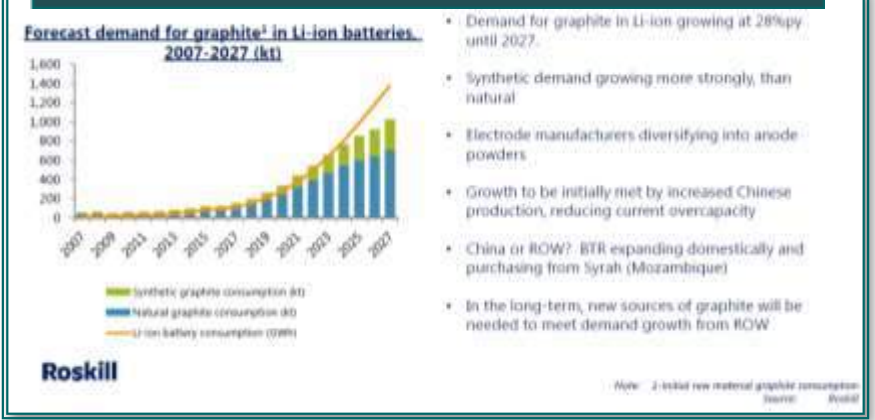 Forecast demand for graphite¹ in Li-ion batteries,
2007-2027 (kt)
1,600
1,400
1,200
1,000
800
600
400
200
0
2007
2009
2011
2013
2015
2017
2019
2021
2023
2025
2027
Synthetic graphite consumption (kt)
Natural graphite consumption (kt)
Li-ion battery consumption (GWh)
• Demand for graphite in Li-ion growing at 28%py
until 2027.
• Synthetic demand growing more strongly, than
natural
• Electrode manufacturers diversifying into anode
powders
• Growth to be initially met by increased Chinese
production, reducing current overcapacity
• China or ROW? BTR expanding domestically and
purchasing from Syrah (Mozambique)
• In the long-term, new sources of graphite will be
needed to meet demand growth from ROW
Roskill
Note: 1-Initial raw material graphite consumption
Source: Roskill